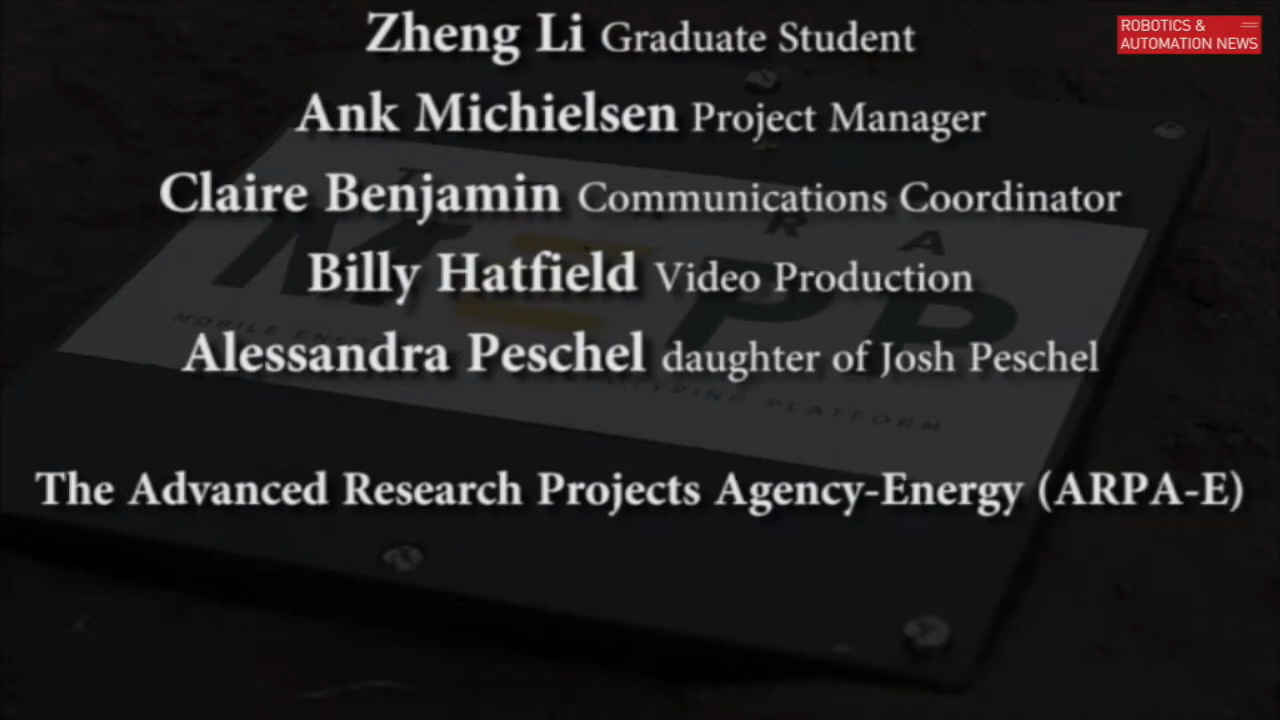 Zheng Li Graduate Student
ROBOTICS &
AUTOMATION NEWS
Ank Michielsen Project Manager
Claire Benjamin Communications Coordinator
Billy Hatfield Video Production
Alessandra Peschel daughter of Josh Peschel
PLATFORM
The Advanced Research Projects Agency-Energy (ARPA-E)